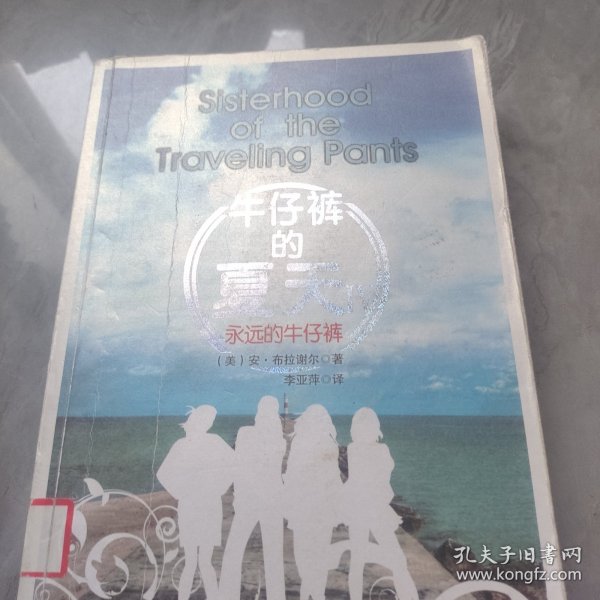 Sisterhood
of the
Traveling Pants
牛仔裤
的
夏天
永远的牛仔裤
（美）安·布拉谢尔◎著
李亚萍◎译
孔夫子旧书网
www.kongfz.com